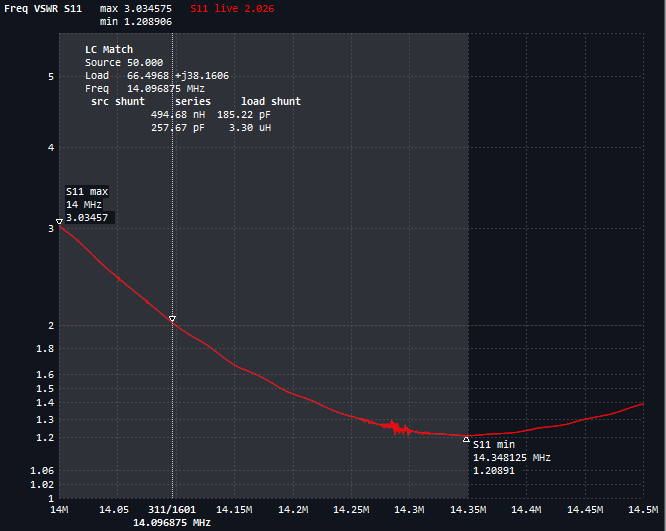 Freq VSWR S11 max 3.034575 S11 live 2.026
min 1.208906
LC Match
Source 50.000
Load 66.4968 +j38.1606
Freq 14.096875 MHz
src shunt series load shunt
494.68 nH 185.22 pF
257.67 pF 3.30 uH
5
4
S11 max
14 MHz
3.03457
3
2
1.8
1.6
1.5
1.4
1.3
1.2
S11 min
14.348125 MHz
1.20891
1.06
1.02
1
14M 14.05 311/1601 14.15M 14.2M 14.25M 14.3M 14.35M 14.4M 14.45M 14.5M
14.096875 MHz